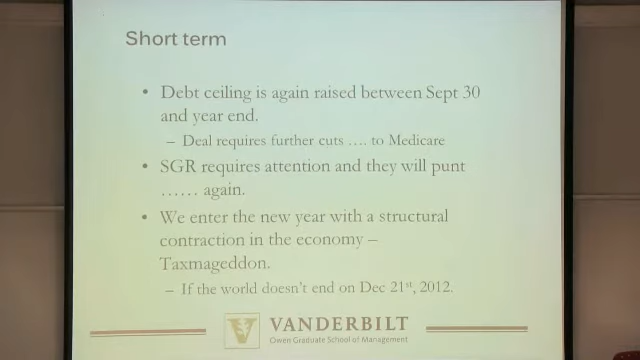 Short term
• Debt ceiling is again raised between Sept 30
and year end.
– Deal requires further cuts …. to Medicare
• SGR requires attention and they will punt
…… again.
• We enter the new year with a structural
contraction in the economy –
Taxmageddon.
– If the world doesn't end on Dec 21st, 2012.
V
VANDERBILT
Owen Graduate School of Management